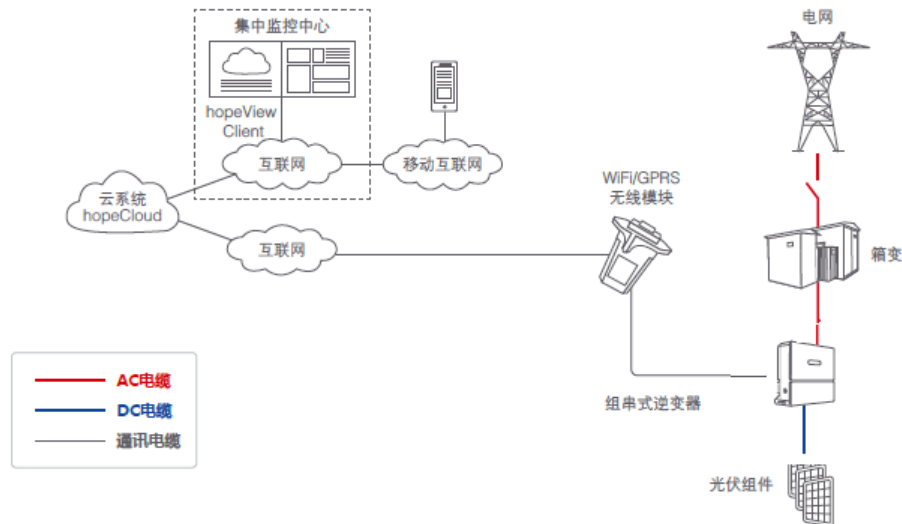 集中监控中心
电网
hopeView
Client
互联网
移动互联网
WiFi/GPRS
无线模块
云系统
hopeCloud
互联网
箱变
AC电缆
DC电缆
通讯电缆
组串式逆变器
光伏组件